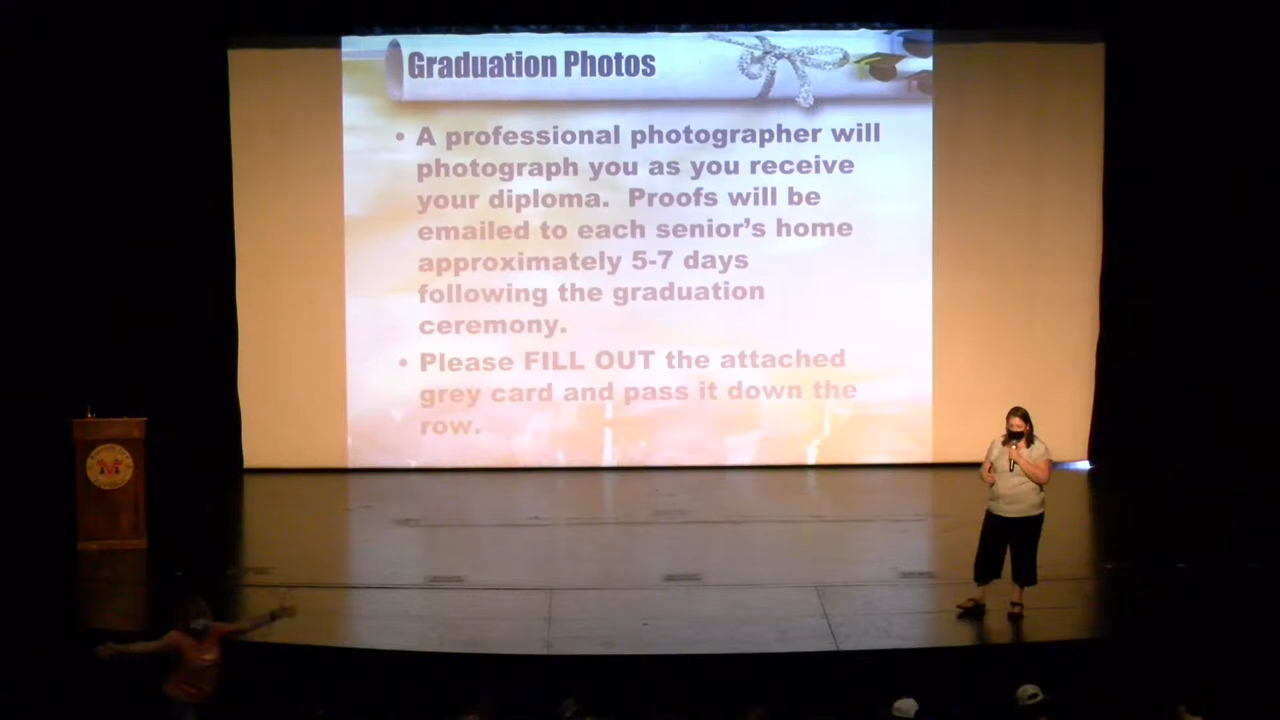 Graduation Photos
• A professional photographer will
photograph you as you receive
your diploma.  Proofs will be
emailed to each senior's home
approximately 5-7 days
following the graduation
ceremony.
• Please FILL OUT the attached
grey card and pass it down the
row.
M